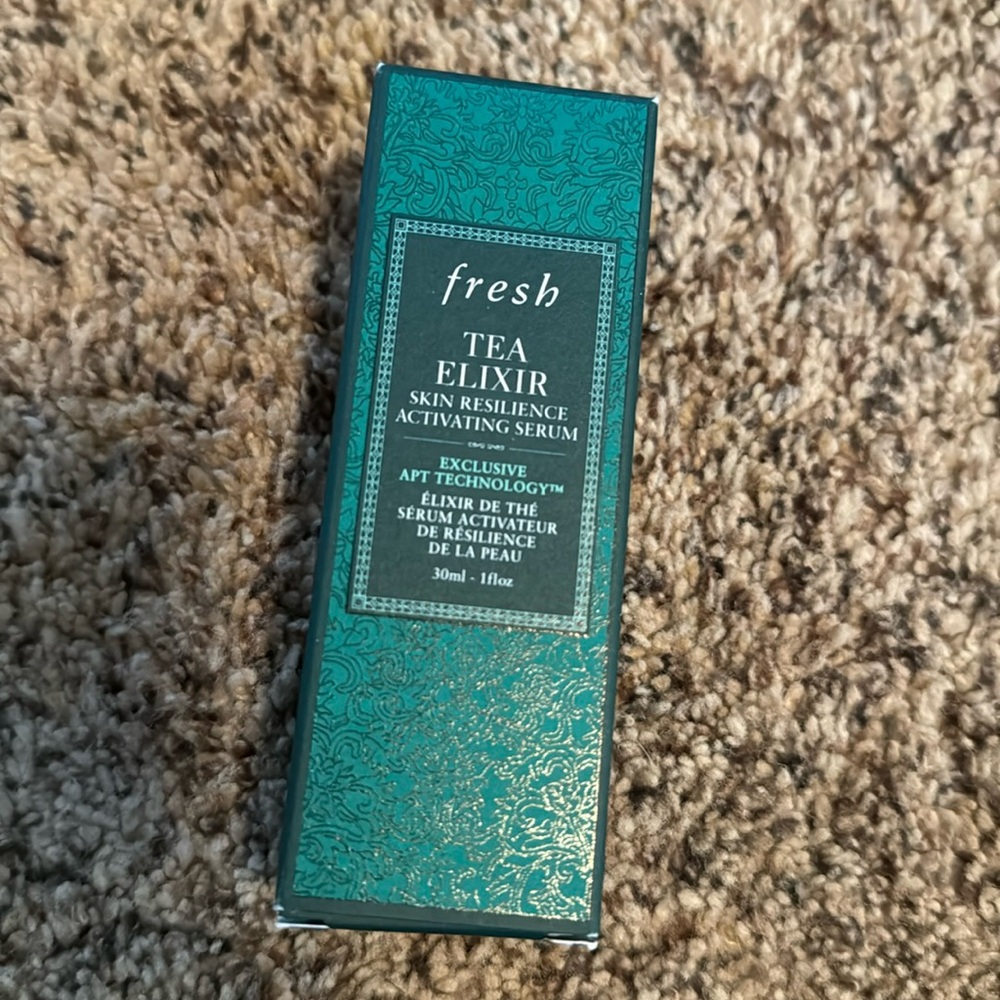 fresh
TEA
ELIXIR
SKIN RESILIENCE
ACTIVATING SERUM
EXCLUSIVE
APT TECHNOLOGY™
ÉLIXIR DE THÉ
SÉRUM ACTIVATEUR
DE RÉSILIENCE
DE LA PEAU
30ml - 1floz